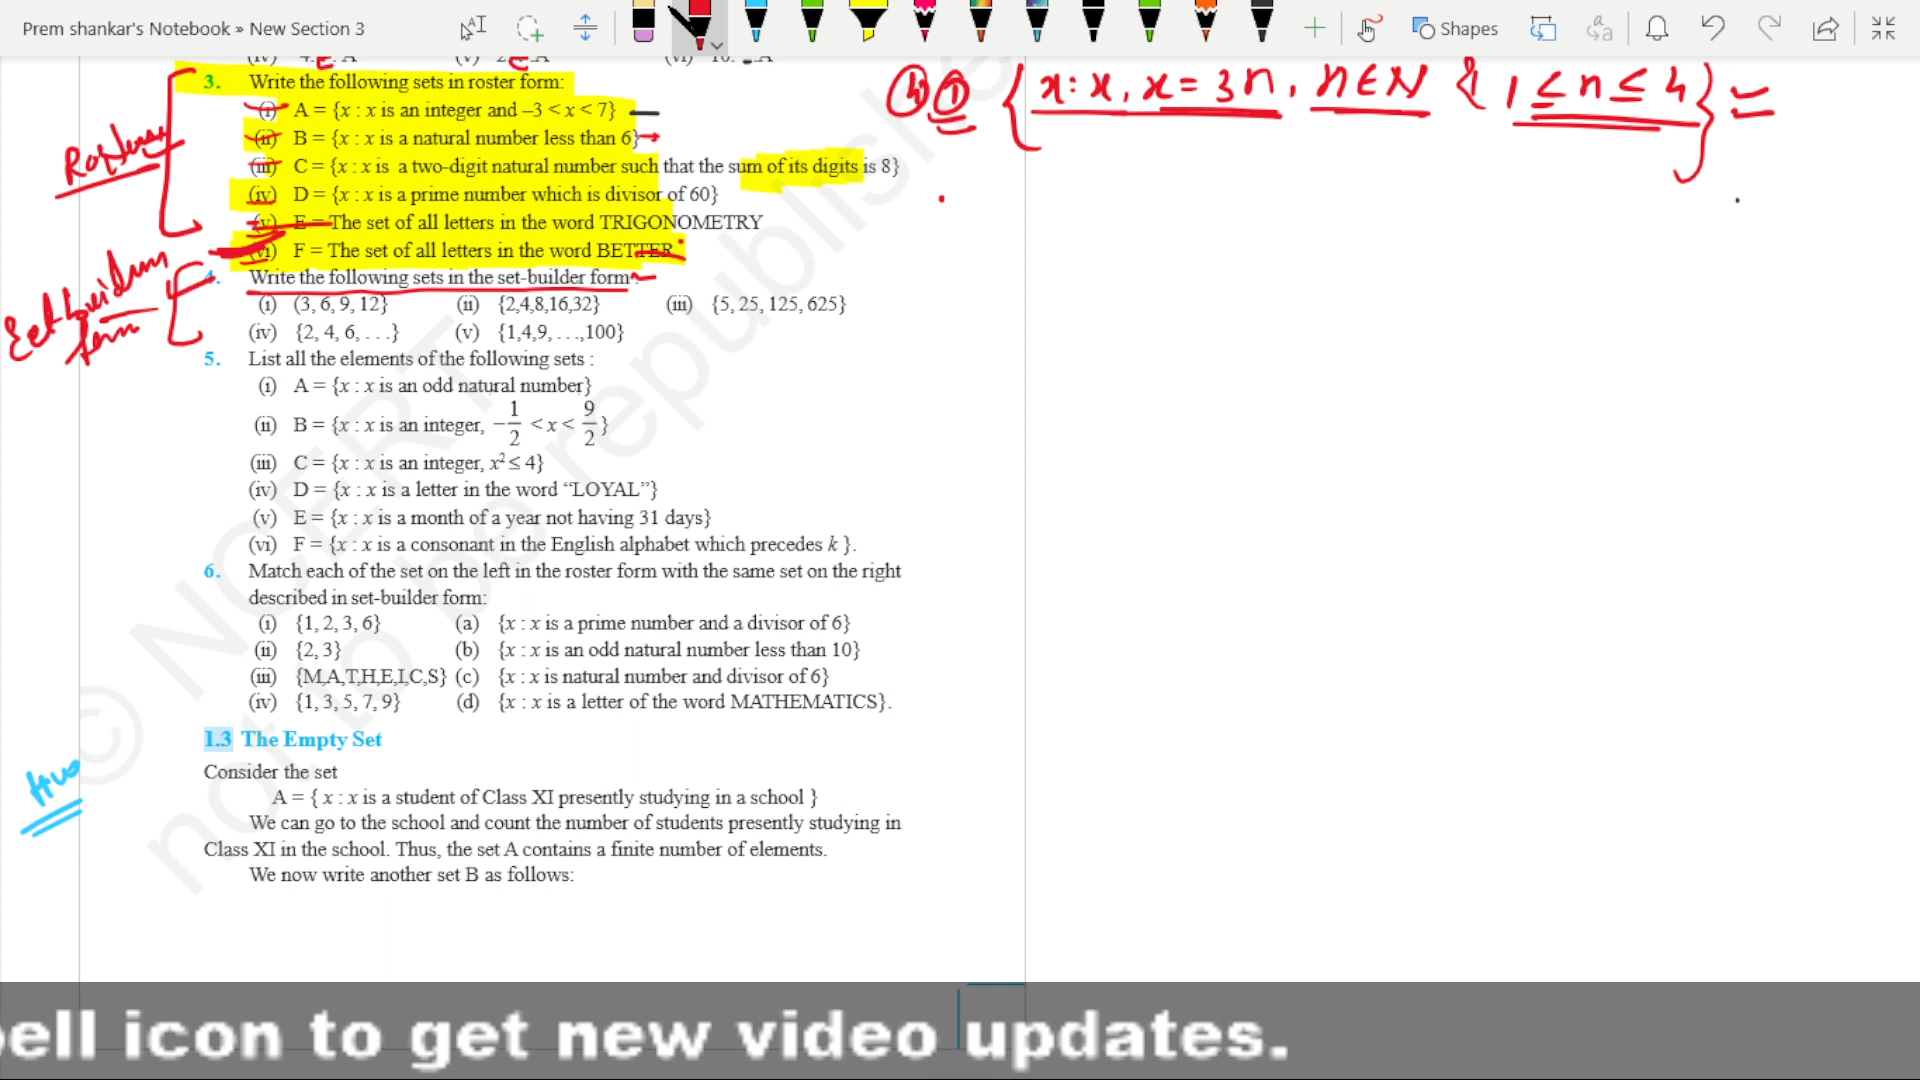 Prem shankar's Notebook » New Section 3
Shapes
3. Write the following sets in roster form:
(i) A = {x : x is an integer and –3 < x < 7}
(ii) B = {x : x is a natural number less than 6}
(iii) C = {x : x is a two-digit natural number such that the sum of its digits is 8}
(iv) D = {x : x is a prime number which is divisor of 60}
(v) E = The set of all letters in the word TRIGONOMETRY
(vi) F = The set of all letters in the word BETTER
4. Write the following sets in the set-builder form
(i) (3, 6, 9, 12} (ii) {2,4,8,16,32} (iii) {5, 25, 125, 625}
(iv) {2, 4, 6, . . .} (v) {1,4,9, . . .,100}
5. List all the elements of the following sets :
(i) A = {x : x is an odd natural number}
(ii) B = {x : x is an integer, –1/2 < x < 9/2}
(iii) C = {x : x is an integer, x² ≤ 4}
(iv) D = {x : x is a letter in the word “LOYAL”}
(v) E = {x : x is a month of a year not having 31 days}
(vi) F = {x : x is a consonant in the English alphabet which precedes k }.
6. Match each of the set on the left in the roster form with the same set on the right
described in set-builder form:
(i) {1, 2, 3, 6} (a) {x : x is a prime number and a divisor of 6}
(ii) {2, 3} (b) {x : x is an odd natural number less than 10}
(iii) {M,A,T,H,E,I,C,S} (c) {x : x is natural number and divisor of 6}
(iv) {1, 3, 5, 7, 9} (d) {x : x is a letter of the word MATHEMATICS}.
1.3 The Empty Set
Consider the set
A = { x : x is a student of Class XI presently studying in a school }
We can go to the school and count the number of students presently studying in
Class XI in the school. Thus, the set A contains a finite number of elements.
We now write another set B as follows:
© NCERT
not to be republishe
④ ① {x : x, x = 3n, n ∈ N & 1 ≤ n ≤ 4} =
form
HW
ell icon to get new video updates.